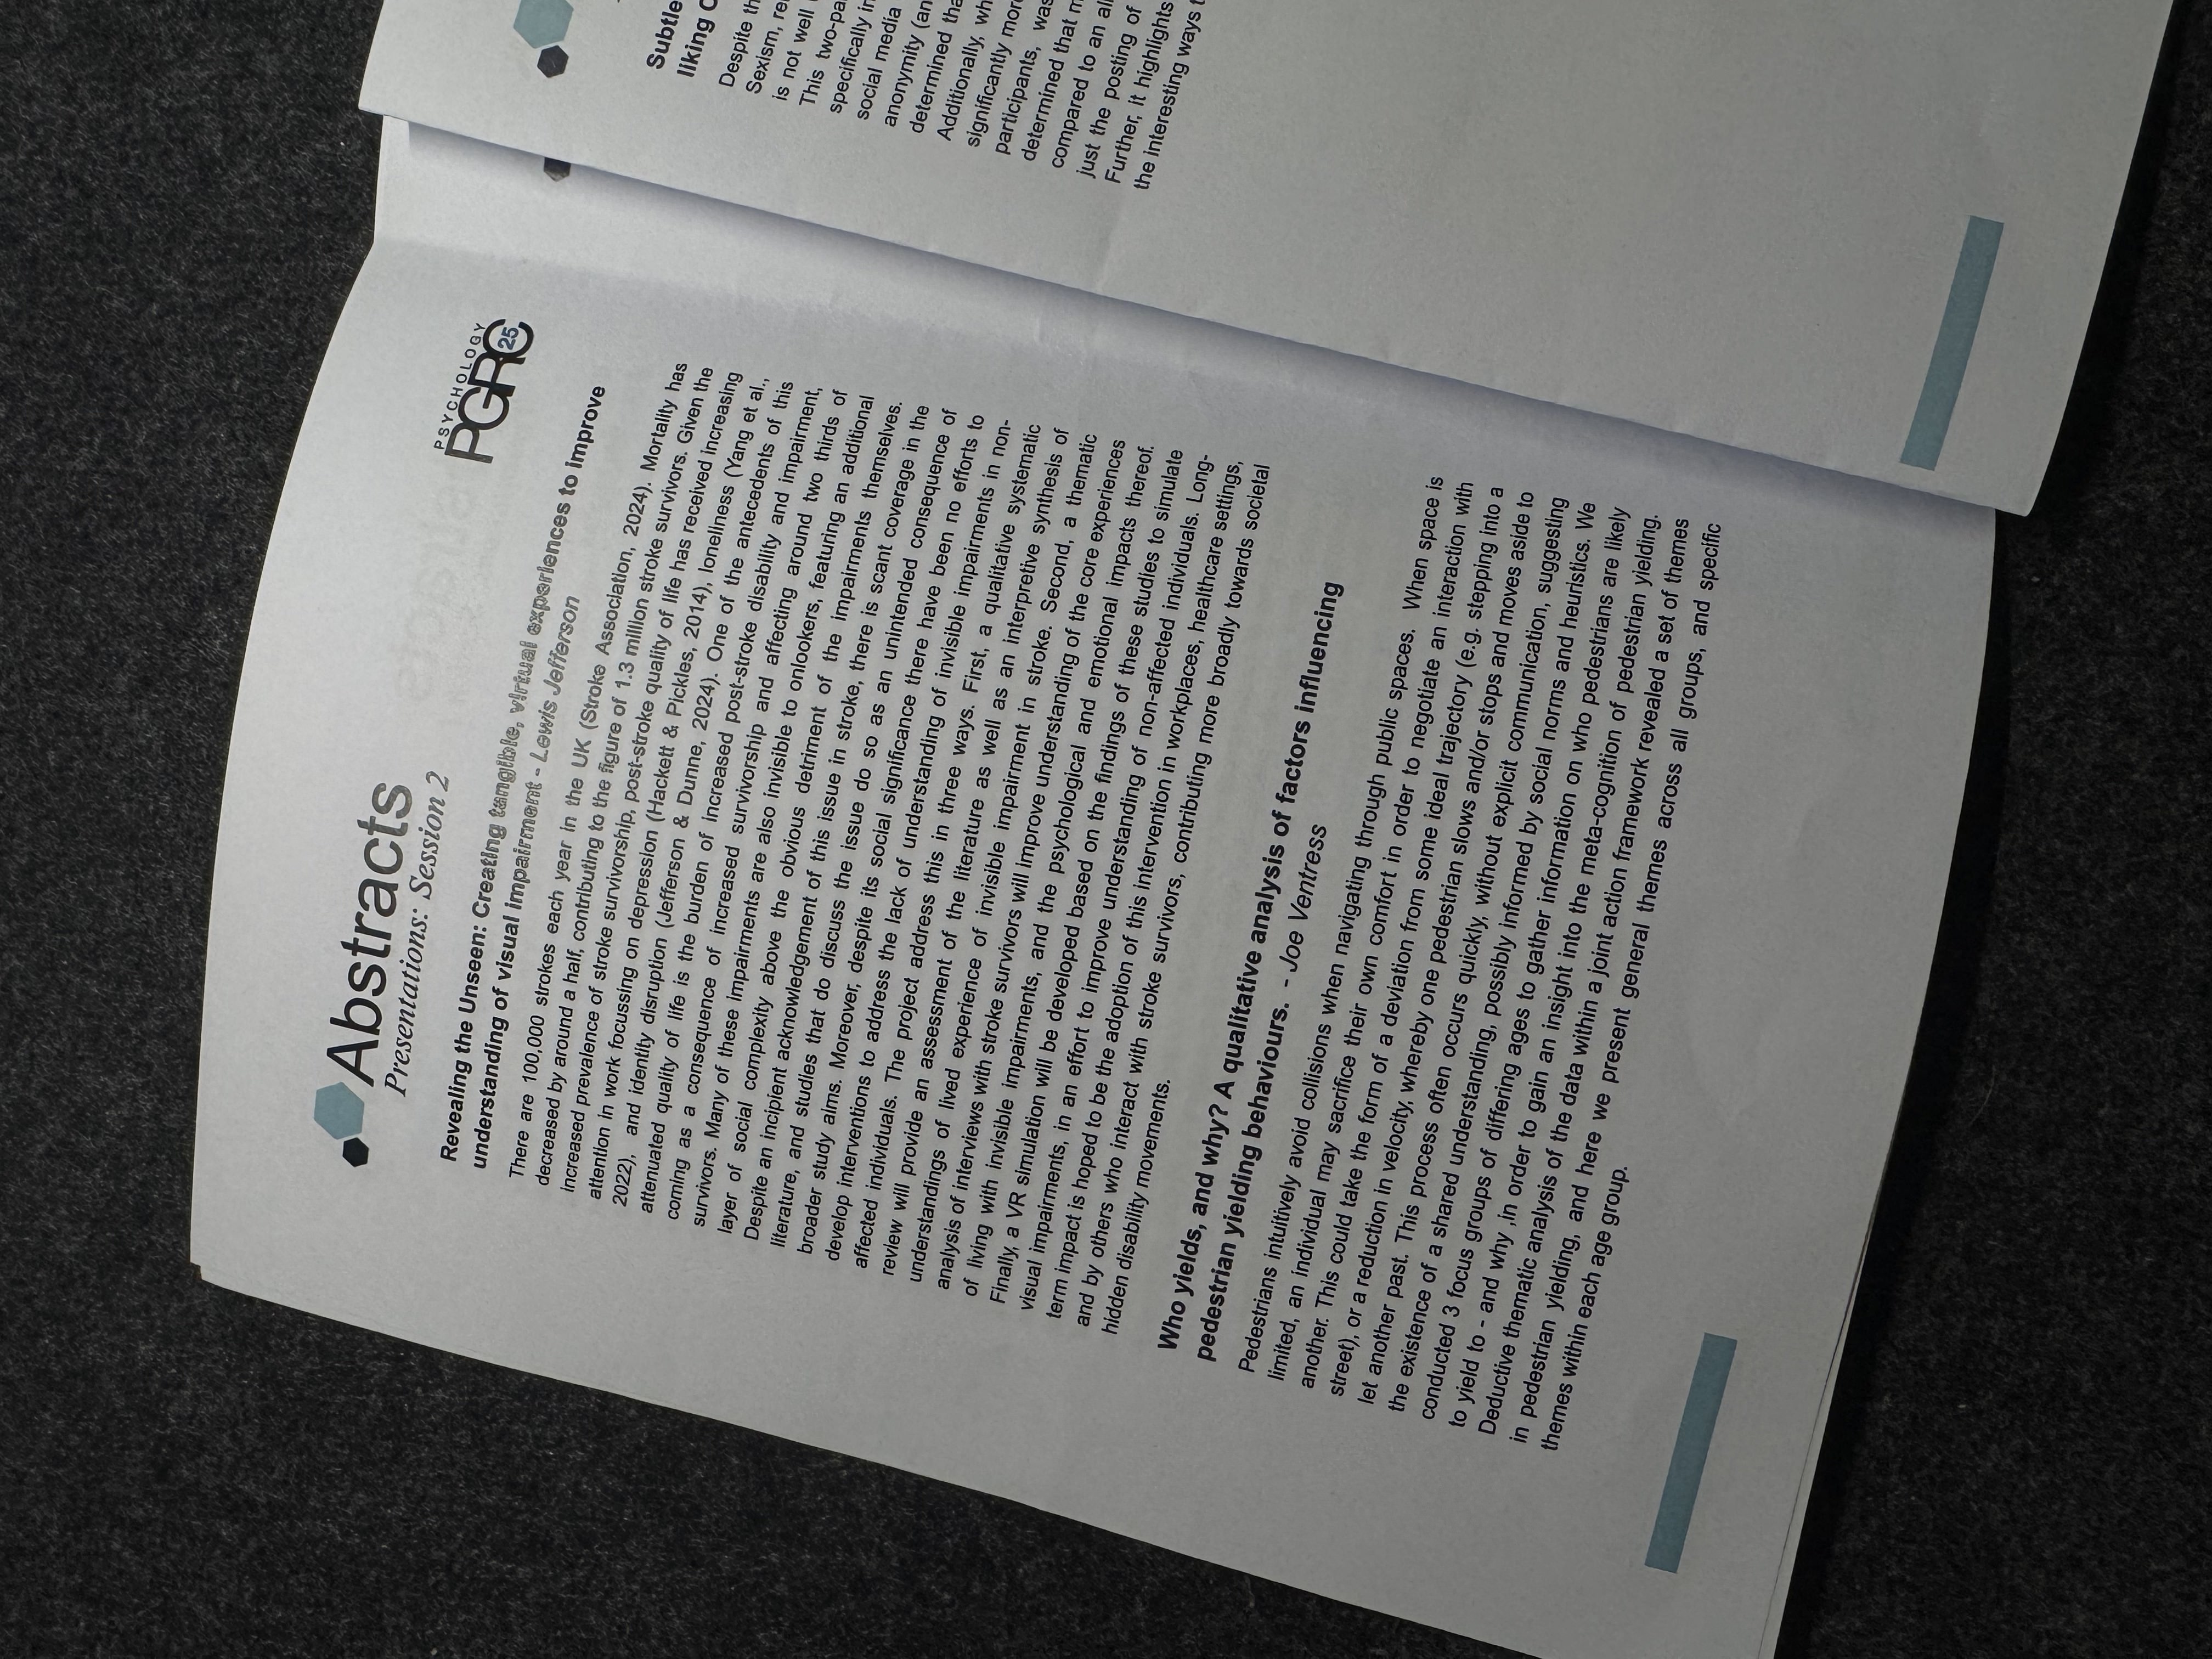 Abstracts
Presentations: Session 2
PSYCHOLOGY
PGRC
25
Revealing the Unseen: Creating tangible, virtual experiences to improve
understanding of visual impairment - Lewis Jefferson
There are 100,000 strokes each year in the UK (Stroke Association, 2024). Mortality has
decreased by around a half, contributing to the figure of 1.3 million stroke survivors. Given the
increased prevalence of stroke survivorship, post-stroke quality of life has received increasing
attention in work focussing on depression (Hackett & Pickles, 2014), loneliness (Yang et al.,
2022), and identity disruption (Jefferson & Dunne, 2024). One of the antecedents of this
attenuated quality of life is the burden of increased post-stroke disability and impairment,
coming as a consequence of increased survivorship and affecting around two thirds of
survivors. Many of these impairments are also invisible to onlookers, featuring an additional
layer of social complexity above the obvious detriment of the impairments themselves.
Despite an incipient acknowledgement of this issue in stroke, there is scant coverage in the
literature, and studies that do discuss the issue do so as an unintended consequence of
broader study aims. Moreover, despite its social significance there have been no efforts to
develop interventions to address the lack of understanding of invisible impairments in non-
affected individuals. The project address this in three ways. First, a qualitative systematic
review will provide an assessment of the literature as well as an interpretive synthesis of
understandings of lived experience of invisible impairment in stroke. Second, a thematic
analysis of interviews with stroke survivors will improve understanding of the core experiences
of living with invisible impairments, and the psychological and emotional impacts thereof.
Finally, a VR simulation will be developed based on the findings of these studies to simulate
visual impairments, in an effort to improve understanding of non-affected individuals. Long-
term impact is hoped to be the adoption of this intervention in workplaces, healthcare settings,
and by others who interact with stroke survivors, contributing more broadly towards societal
hidden disability movements.
Who yields, and why? A qualitative analysis of factors influencing
pedestrian yielding behaviours. - Joe Ventress
Pedestrians intuitively avoid collisions when navigating through public spaces. When space is
limited, an individual may sacrifice their own comfort in order to negotiate an interaction with
another. This could take the form of a deviation from some ideal trajectory (e.g. stepping into a
street), or a reduction in velocity, whereby one pedestrian slows and/or stops and moves aside to
let another past. This process often occurs quickly, without explicit communication, suggesting
the existence of a shared understanding, possibly informed by social norms and heuristics. We
conducted 3 focus groups of differing ages to gather information on who pedestrians are likely
to yield to - and why ,in order to gain an insight into the meta-cognition of pedestrian yielding.
Deductive thematic analysis of the data within a joint action framework revealed a set of themes
in pedestrian yielding, and here we present general themes across all groups, and specific
themes within each age group.
Subtle
liking
Despite
Sexism,
is not well
This
specifically
social media
anonymity
determined
Additionally,
significantly
participants, was
determined that
compared to an
just the posting of
Further, it highlights
the interesting ways